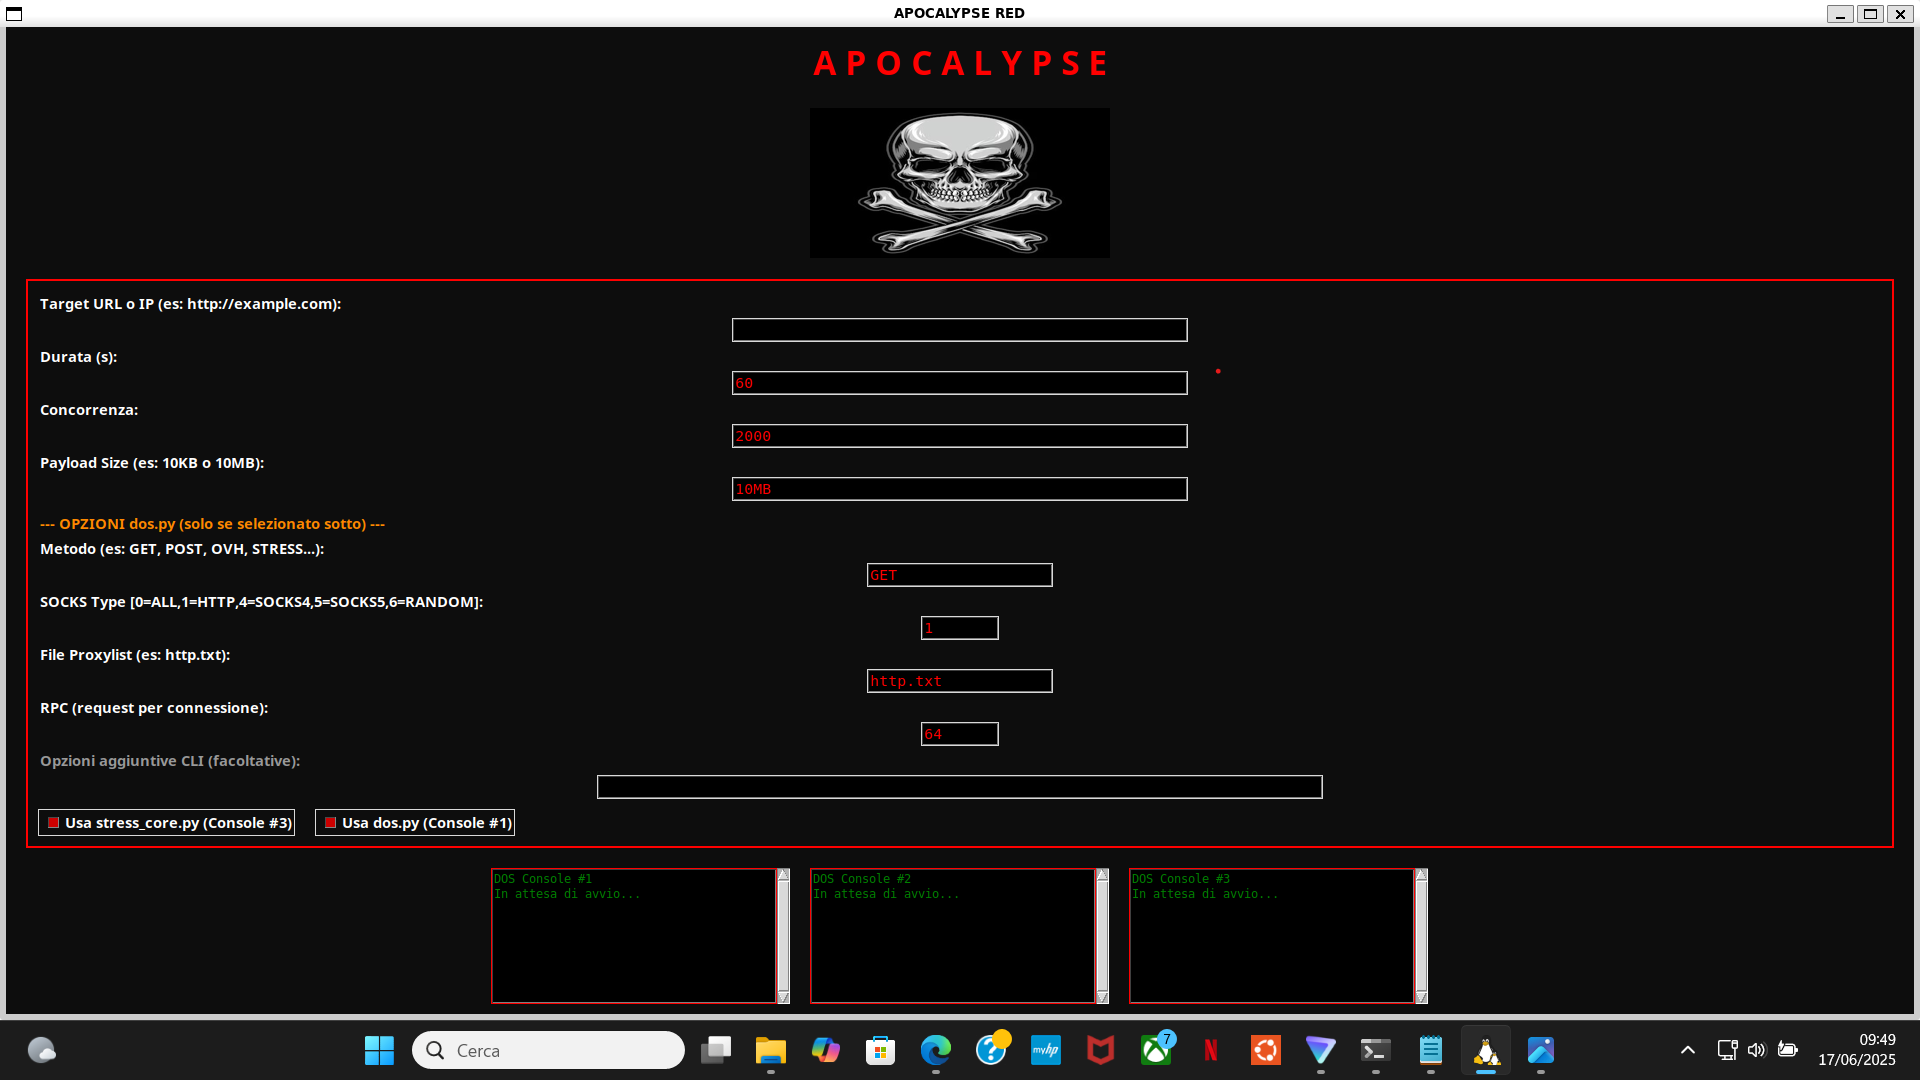 APOCALYPSE RED
APOCALYPSE
Target URL o IP (es: http://example.com):
Durata (s):
60
Concorrenza:
2000
Payload Size (es: 10KB o 10MB):
10MB
--- OPZIONI dos.py (solo se selezionato sotto) ---
Metodo (es: GET, POST, OVH, STRESS...):
GET
SOCKS Type [0=ALL,1=HTTP,4=SOCKS4,5=SOCKS5,6=RANDOM]:
1
File Proxylist (es: http.txt):
http.txt
RPC (request per connessione):
64
Opzioni aggiuntive CLI (facoltative):
Usa stress_core.py (Console #3) Usa dos.py (Console #1)
DOS Console #1
In attesa di avvio...
DOS Console #2
In attesa di avvio...
DOS Console #3
In attesa di avvio...
Cerca
myhp
7
N
09:49
17/06/2025